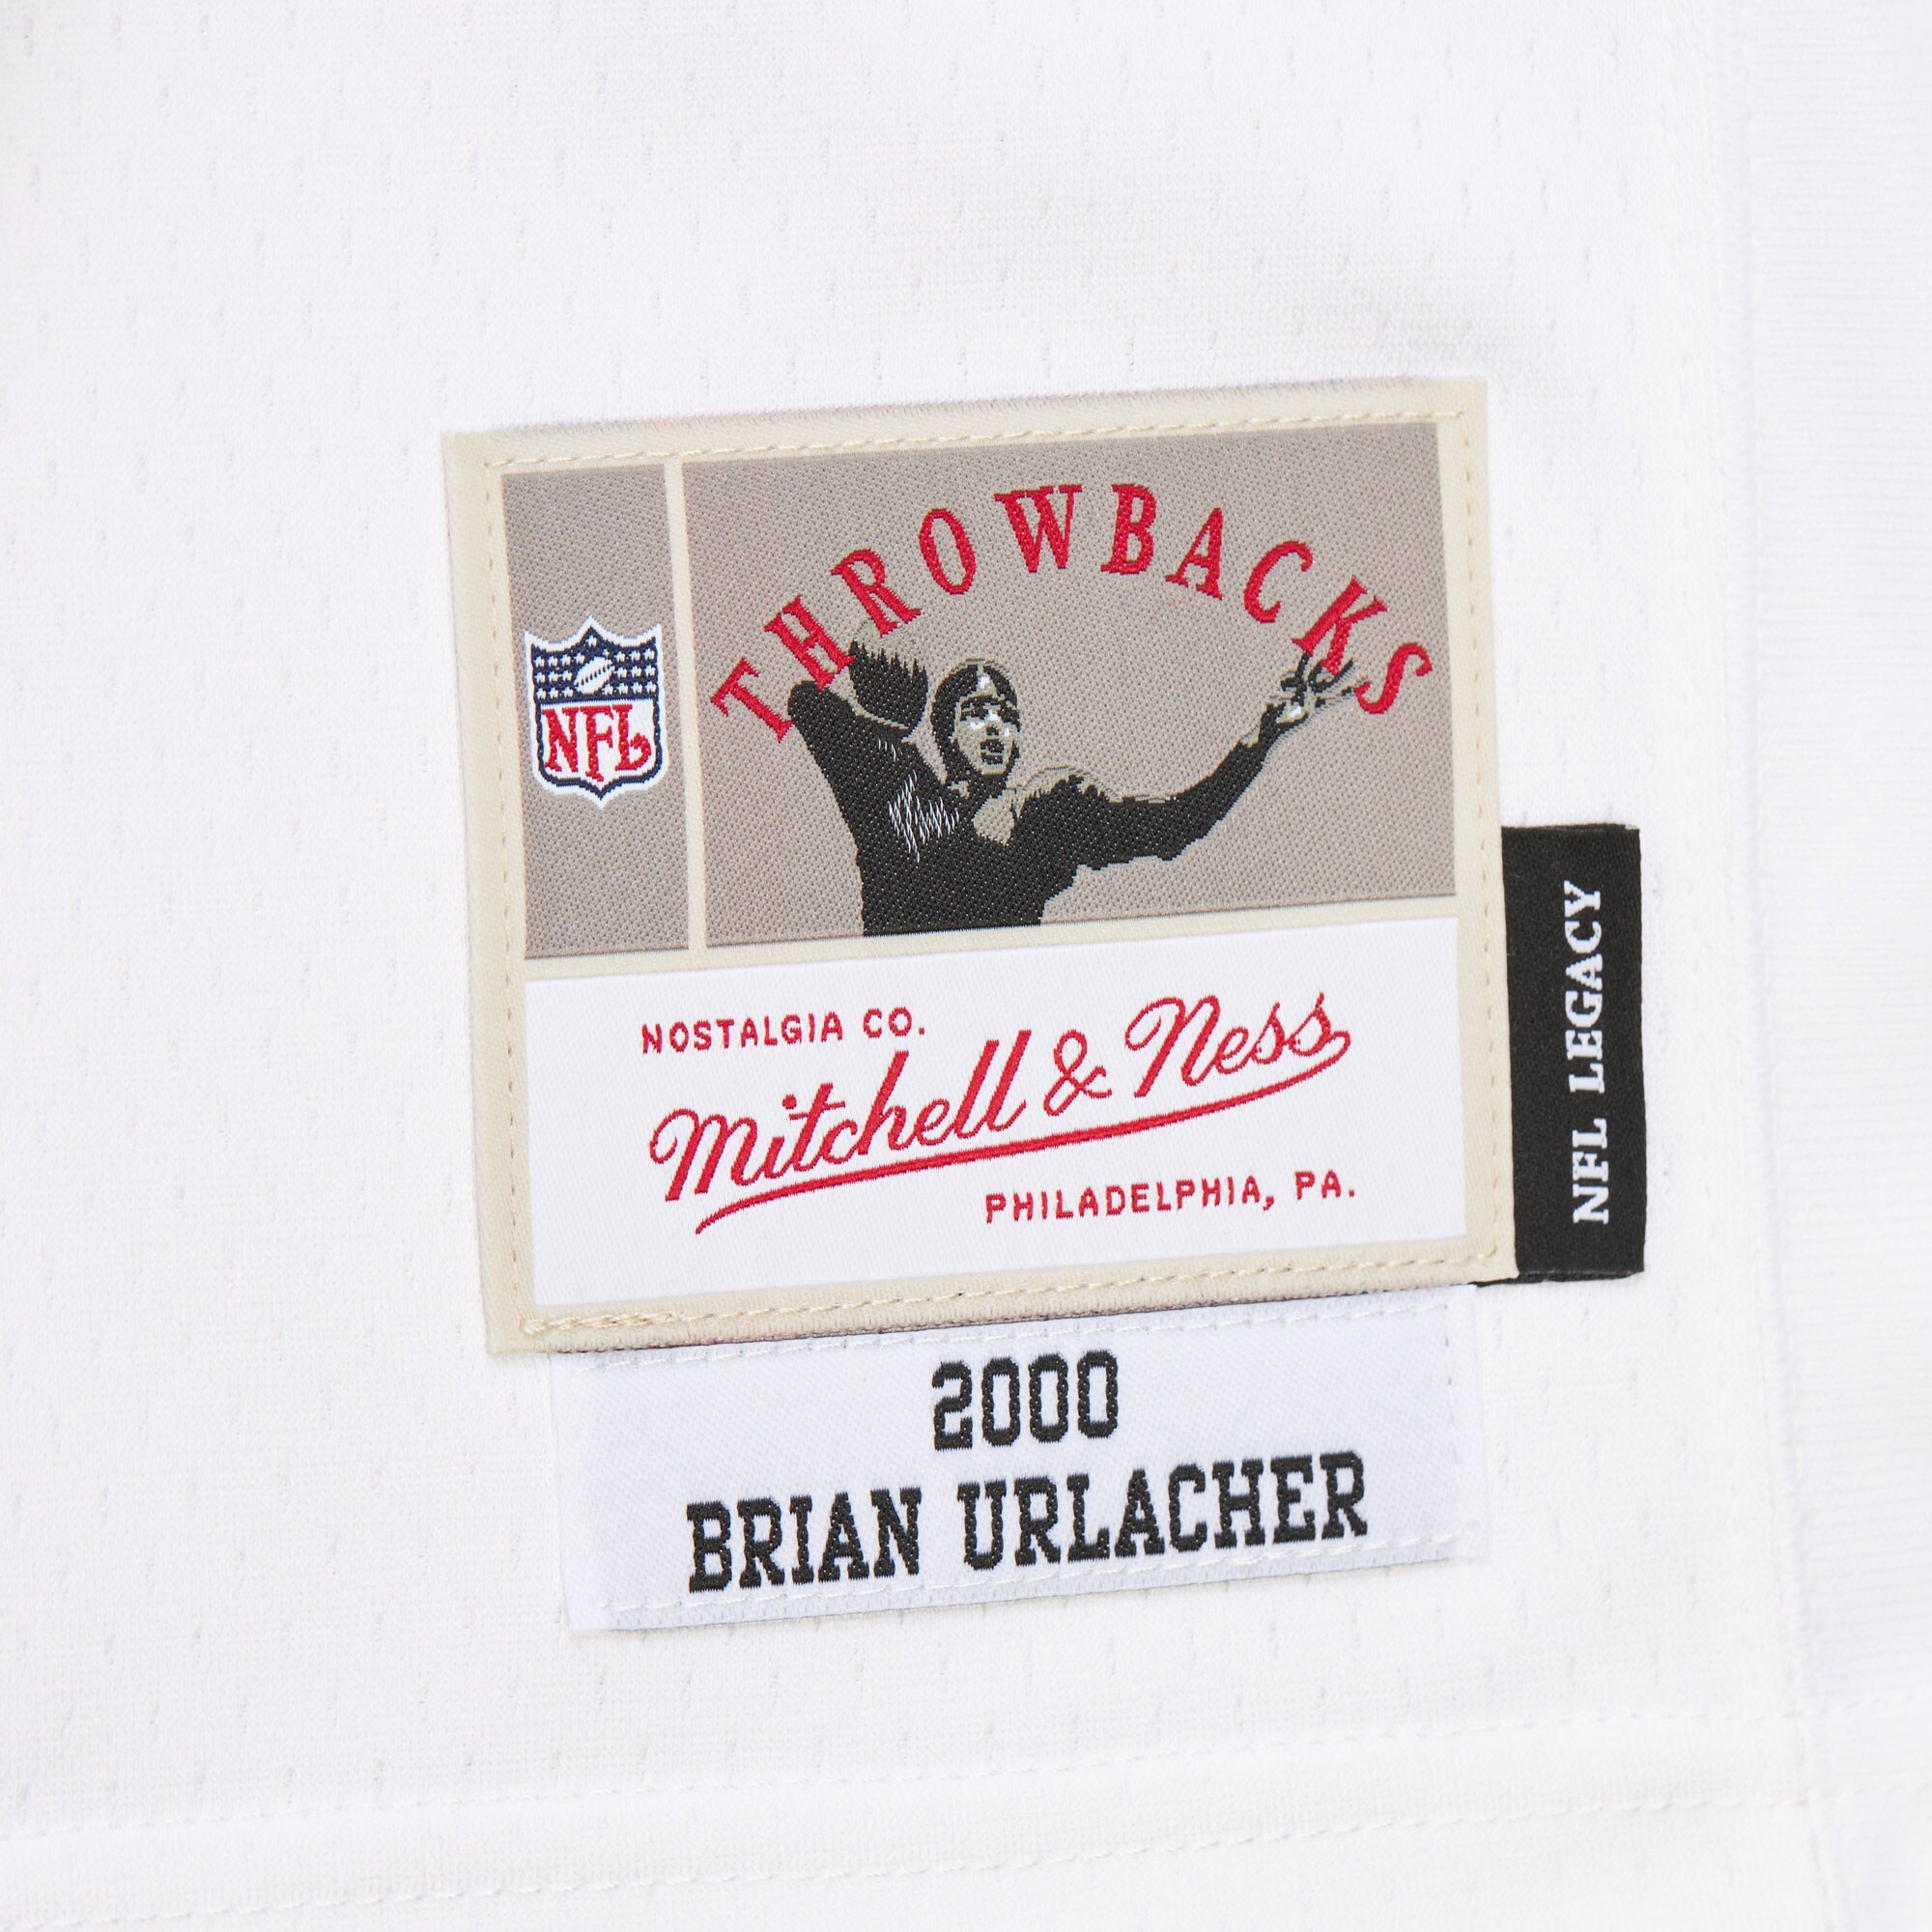 THROWBACKS
NFL
NOSTALGIA CO.
Mitchell & Ness
PHILADELPHIA, PA.
NFL LEGACY
2000
BRIAN URLACHER